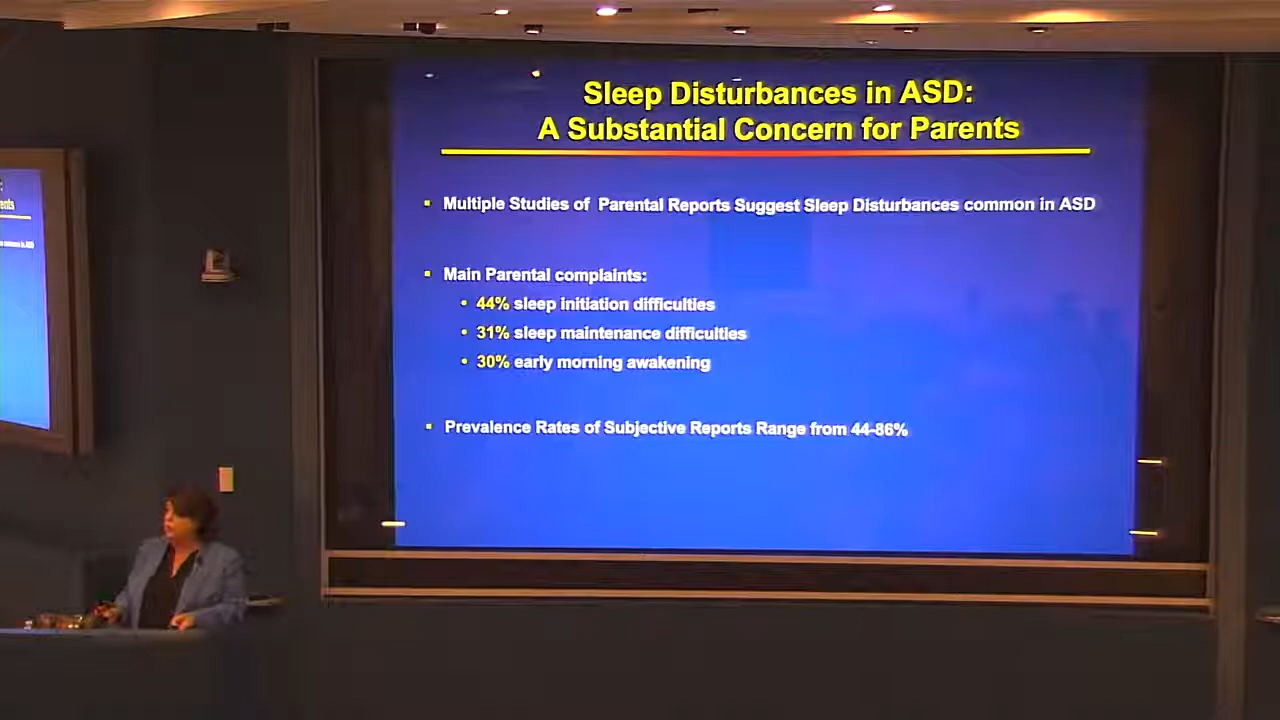 Sleep Disturbances in ASD:
A Substantial Concern for Parents
Multiple Studies of Parental Reports Suggest Sleep Disturbances common in ASD
Main Parental complaints:
44% sleep initiation difficulties
31% sleep maintenance difficulties
30% early morning awakening
Prevalence Rates of Subjective Reports Range from 44-86%